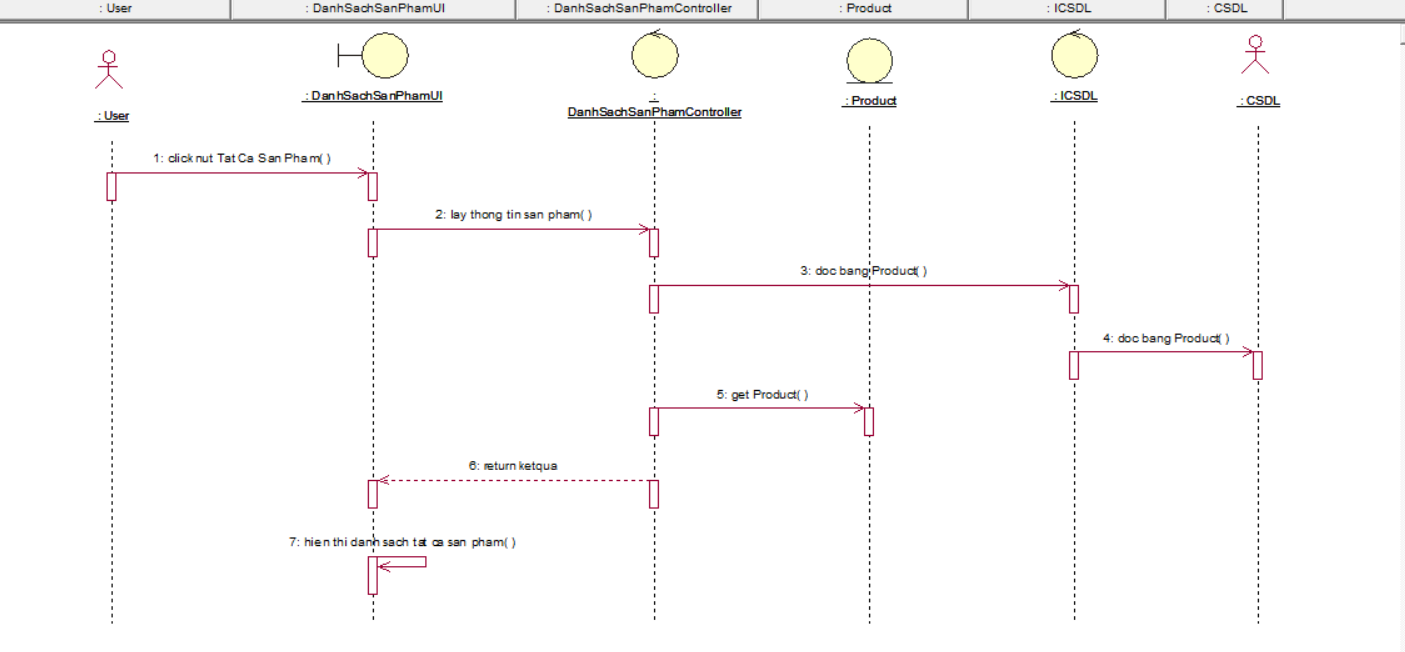 : User
: DanhSachSanPhamUI
: DanhSachSanPhamController
: Product
: ICSDL
: CSDL
: User
: DanhSachSanPhamUI
:
DanhSachSanPhamController
: Product
: ICSDL
: CSDL
1: click nut Tat Ca San Pham( )
2: lay thong tin san pham( )
3: doc bang Product( )
4: doc bang Product( )
5: get Product( )
6: return ketqua
7: hien thi danh sach tat ca san pham( )